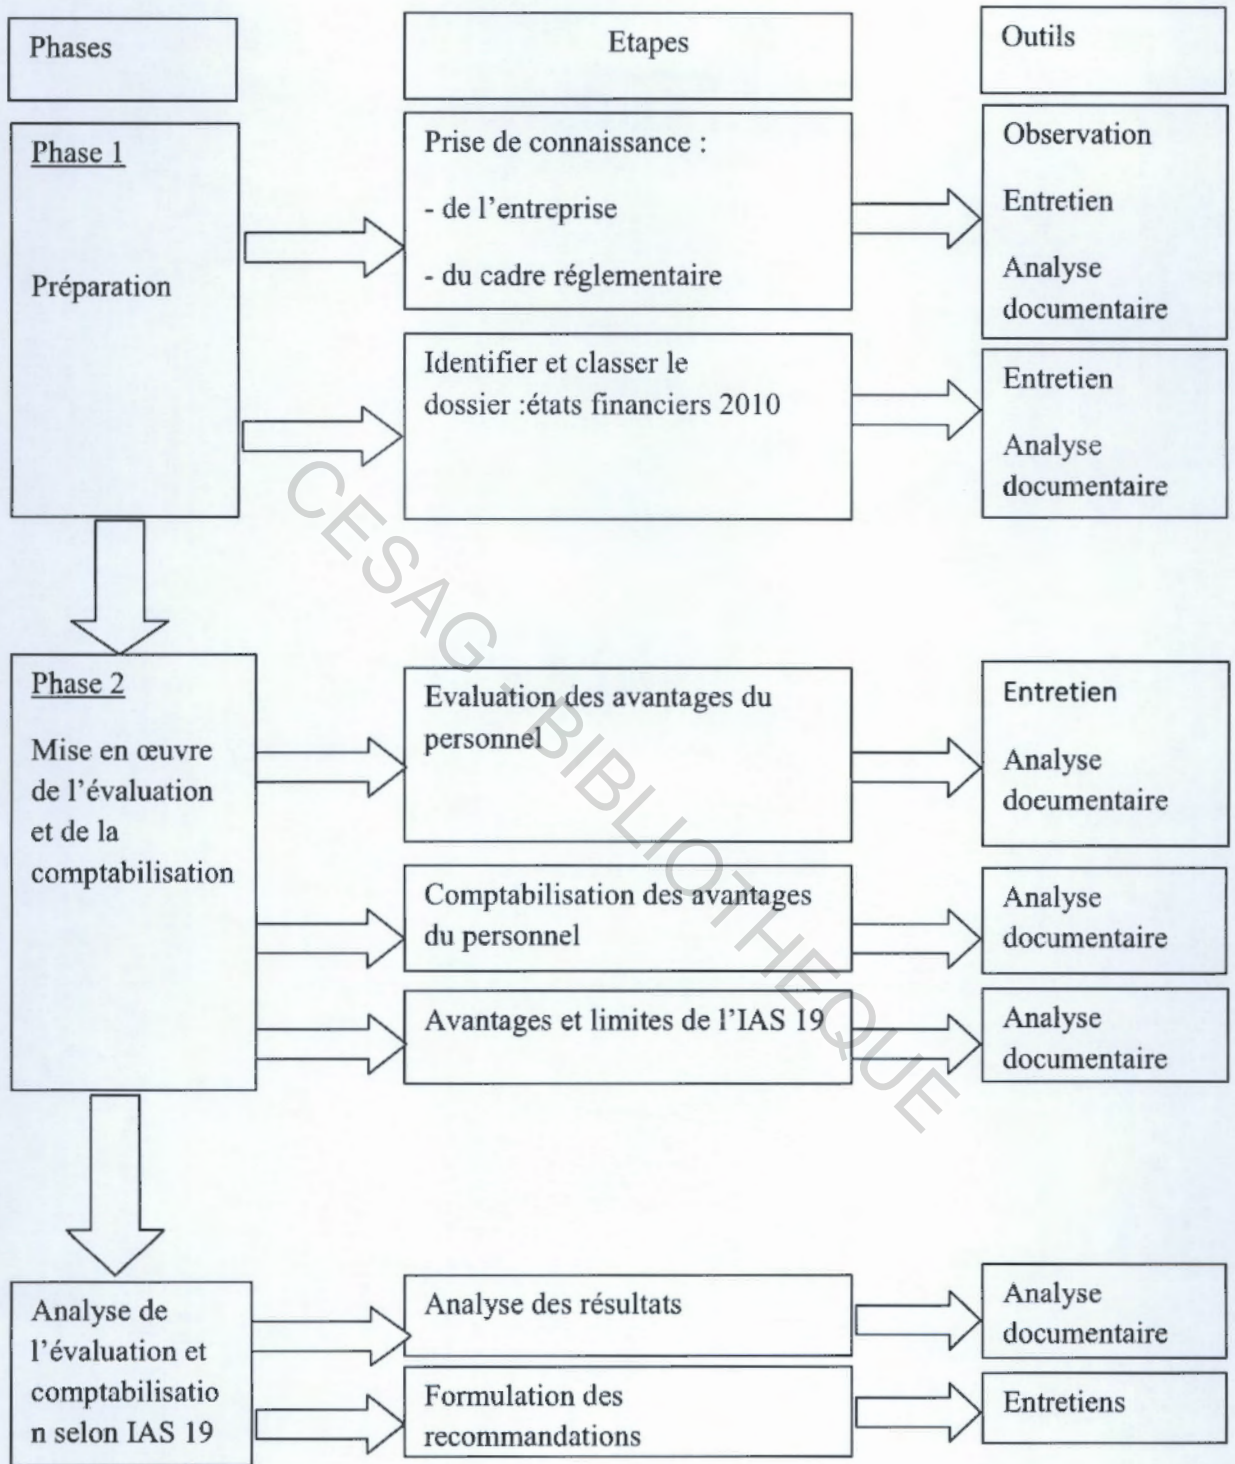 Phases
Etapes
Outils
Phase 1
Préparation
Prise de connaissance :
- de l'entreprise
- du cadre réglementaire
Observation
Entretien
Analyse
documentaire
Identifier et classer le
dossier :états financiers 2010
Entretien
Analyse
documentaire
Phase 2
Mise en œuvre
de l'évaluation
et de la
comptabilisation
Evaluation des avantages du
personnel
Entretien
Analyse
documentaire
Comptabilisation des avantages
du personnel
Analyse
documentaire
Avantages et limites de l'IAS 19
Analyse
documentaire
Analyse de
l'évaluation et
comptabilisatio
n selon IAS 19
Analyse des résultats
Analyse
documentaire
Formulation des
recommandations
Entretiens
CESAG - BIBLIOTHEQUE